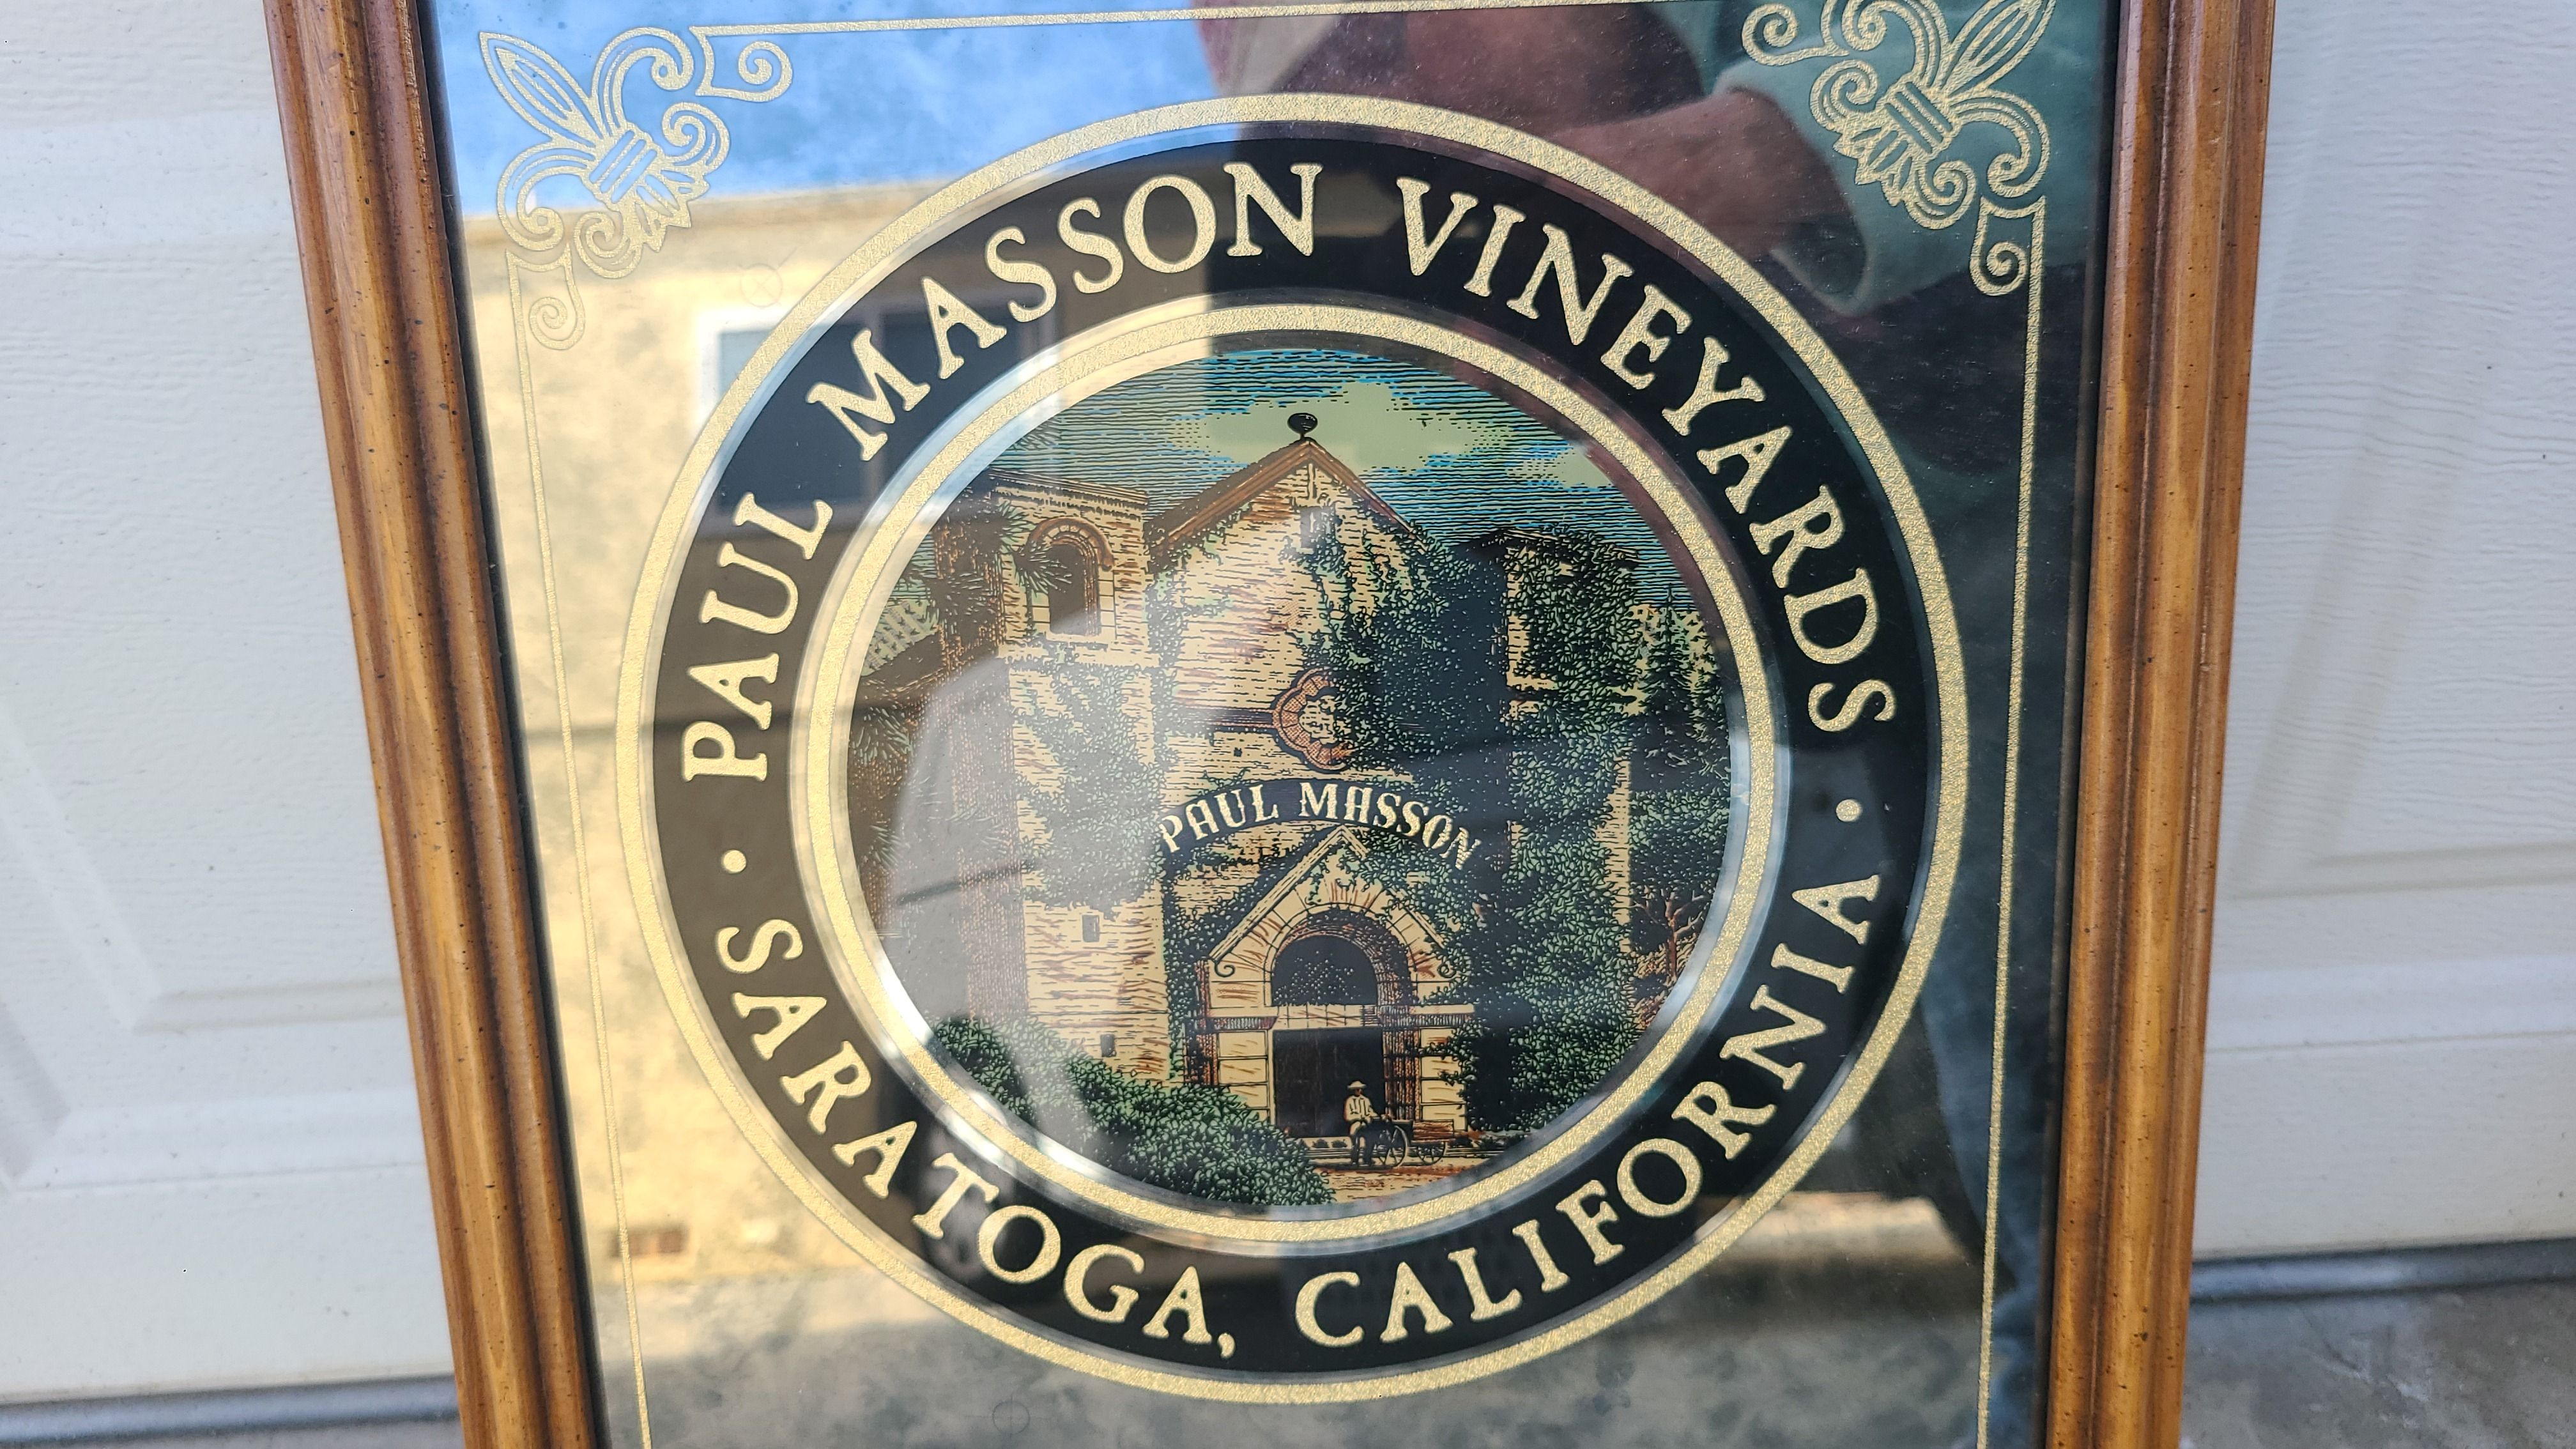 PAUL MASSON VINEYARDS
• SARATOGA, CALIFORNIA •
PAUL MASSON